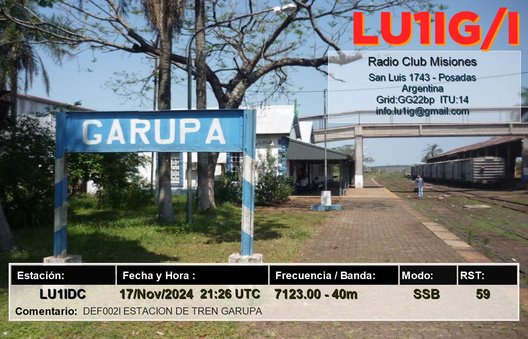 LU1IG/I
Radio Club Misiones
San Luis 1743 - Posadas
Argentina
Grid:GG22bp ITU:14
info.lu1ig@gmail.com
GARUPA
Estación: Fecha y Hora : Frecuencia / Banda: Modo: RST:
LU1IDC 17/Nov/2024 21:26 UTC 7123.00 - 40m SSB 59
Comentario: DEF002I ESTACION DE TREN GARUPA